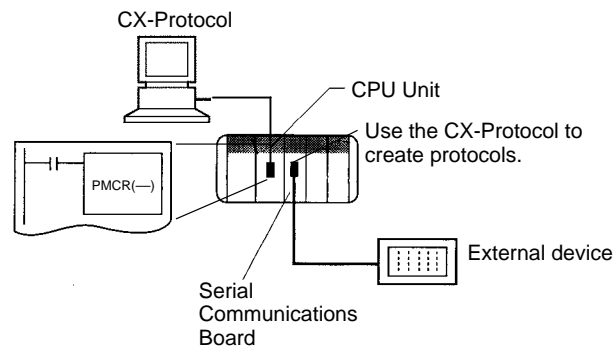 CX-Protocol
CPU Unit
Use the CX-Protocol to
create protocols.
PMCR(—)
External device
Serial
Communications
Board